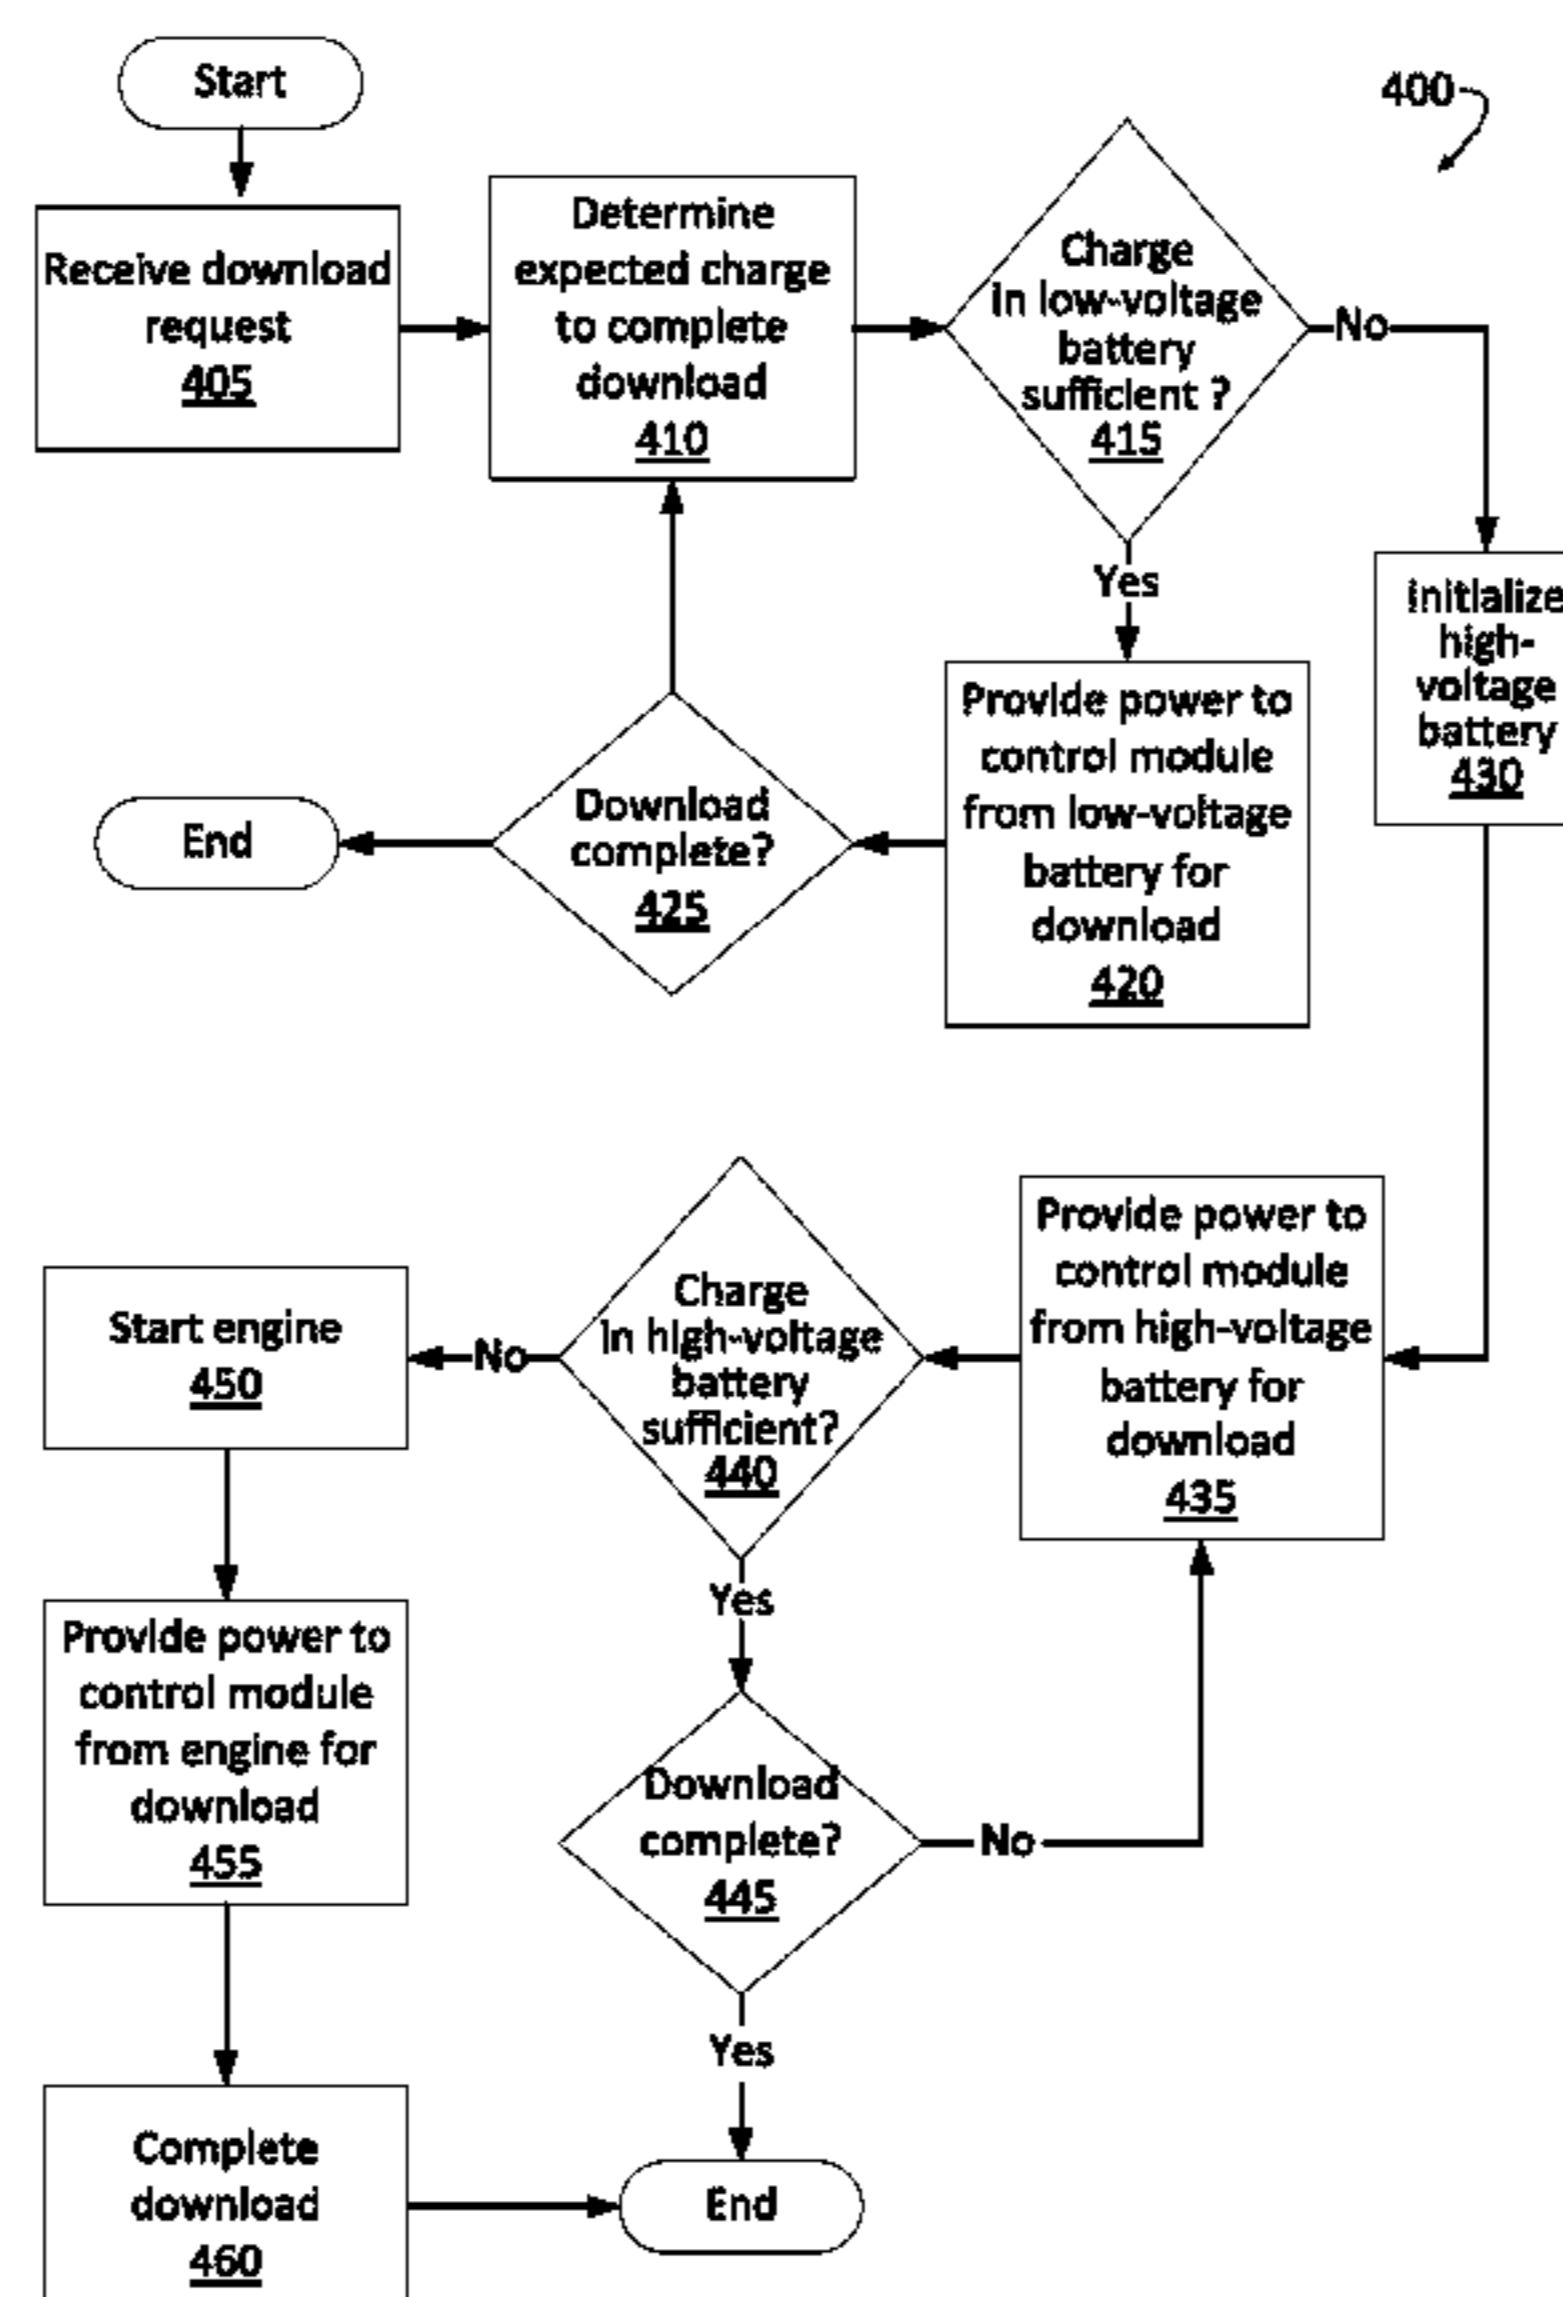 Start
400
Receive download
request
405
Determine
expected charge
to complete
download
410
Charge
in low-voltage
battery
sufficient ?
415
No
Yes
Initialize
high-
voltage
battery
430
Provide power to
control module
from low-voltage
battery for
download
420
Download
complete?
425
End
Provide power to
control module
from high-voltage
battery for
download
435
Charge
in high-voltage
battery
sufficient?
440
No
Start engine
450
Yes
Provide power to
control module
from engine for
download
455
Download
complete?
445
No
Yes
Complete
download
460
End